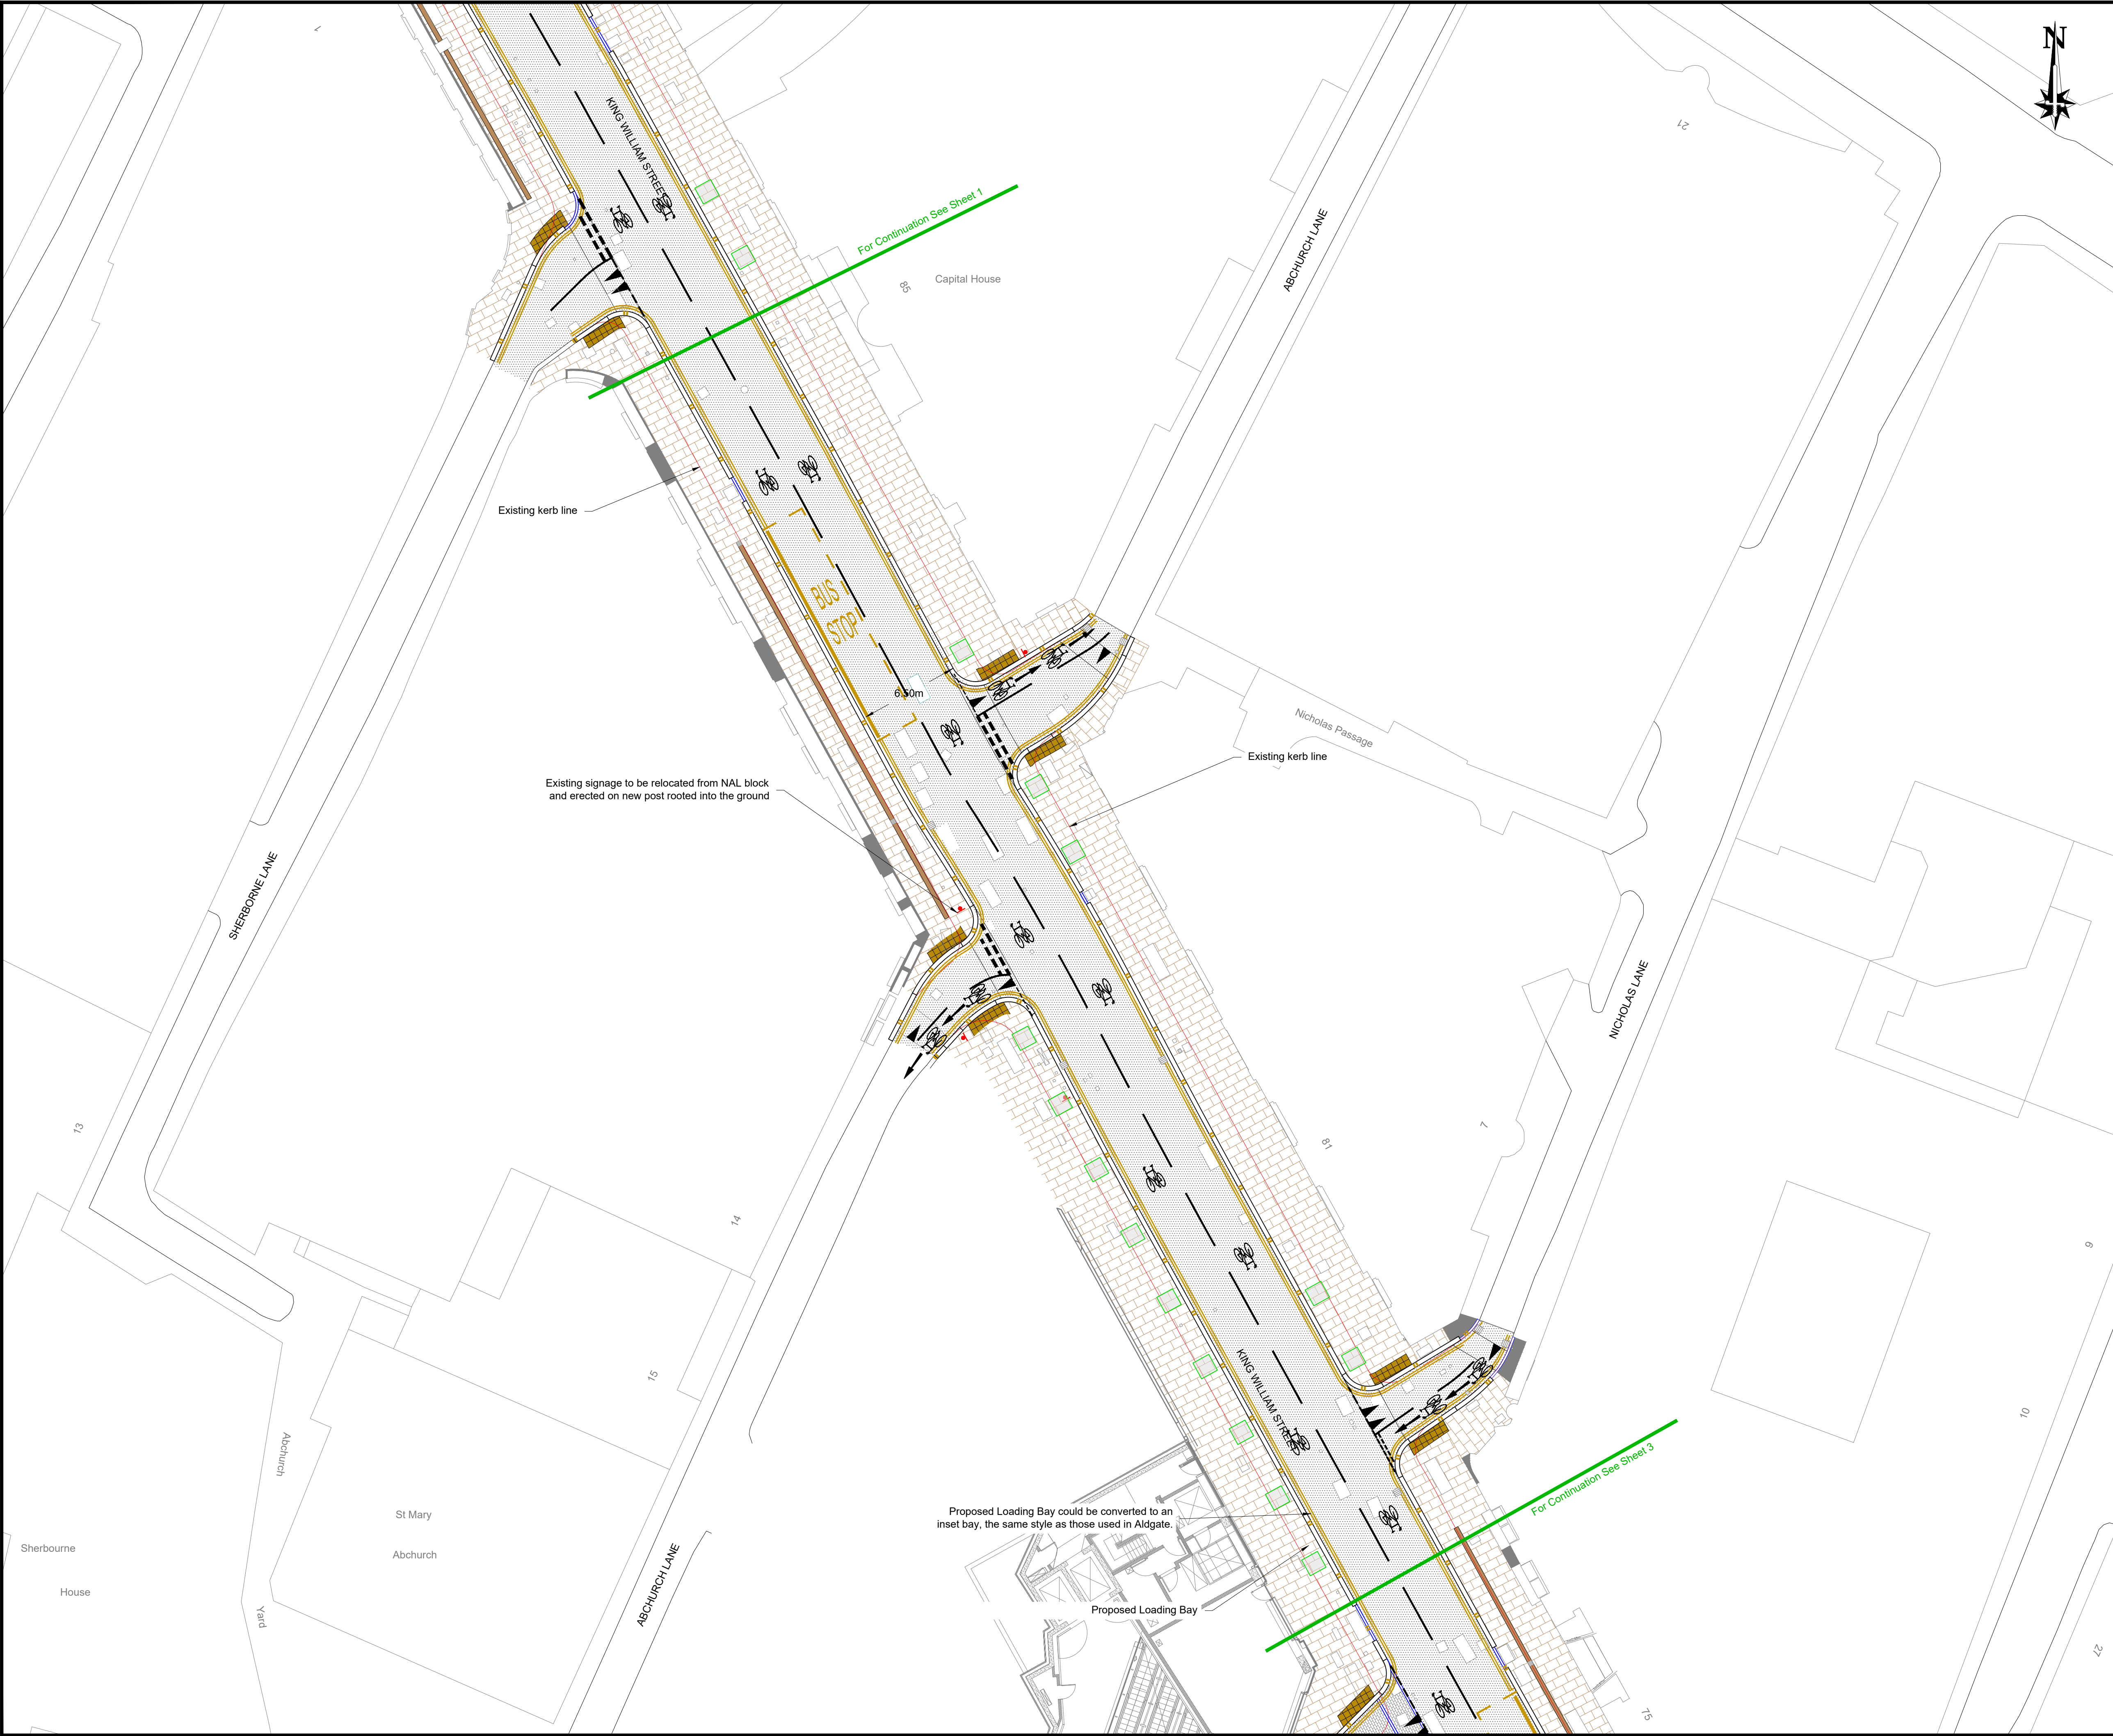 N
7
21
KING WILLIAM STREET
For Continuation See Sheet 1
85
Capital House
ABCHURCH LANE
Existing kerb line
BUS
STOP
6.50m
Nicholas Passage
Existing kerb line
Existing signage to be relocated from NAL block
and erected on new post rooted into the ground
SHERBORNE LANE
NICHOLAS LANE
13
81
7
14
9
15
KING WILLIAM STREET
10
Abchurch
Yard
For Continuation See Sheet 3
St Mary
Abchurch
Proposed Loading Bay could be converted to an
inset bay, the same style as those used in Aldgate.
Sherbourne
House
ABCHURCH LANE
Proposed Loading Bay
27
75